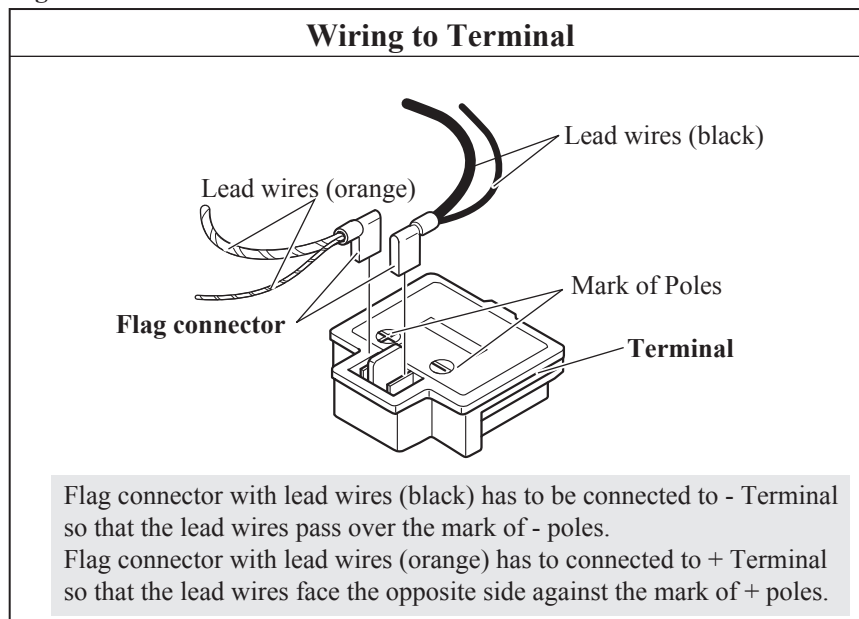 Wiring to Terminal
Lead wires (black)
Lead wires (orange)
Mark of Poles
Flag connector
Terminal
Flag connector with lead wires (black) has to be connected to - Terminal
so that the lead wires pass over the mark of - poles.
Flag connector with lead wires (orange) has to connected to + Terminal
so that the lead wires face the opposite side against the mark of + poles.